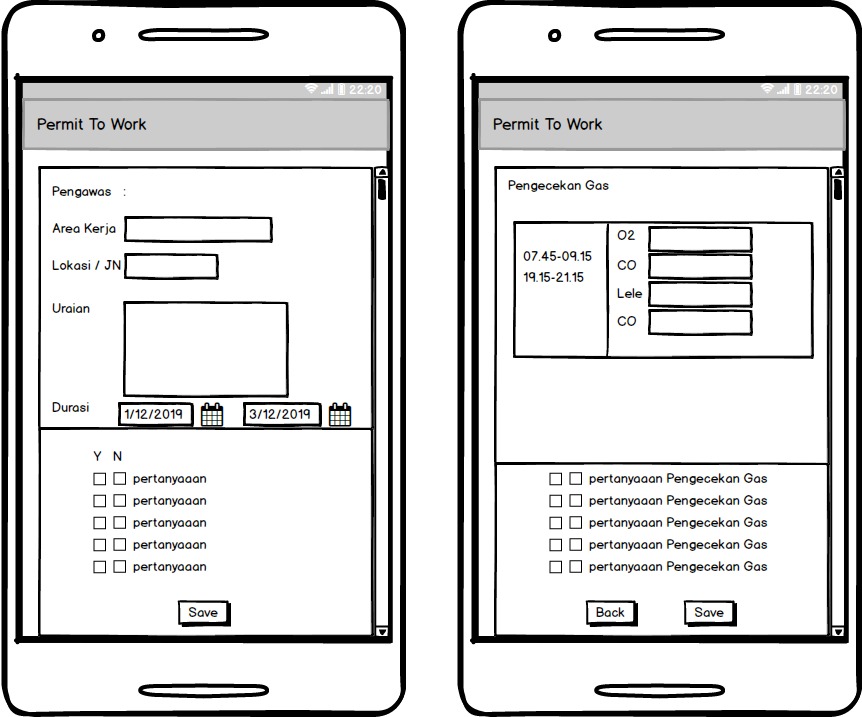 22:20
Permit To Work
Pengawas :
Area Kerja
Lokasi / JN
Uraian
Durasi 1/12/2019 3/12/2019
Y N
pertanyaaan
pertanyaaan
pertanyaaan
pertanyaaan
pertanyaaan
Save
22:20
Permit To Work
Pengecekan Gas
07.45-09.15
19.15-21.15
O2
CO
Lele
CO
pertanyaaan Pengecekan Gas
pertanyaaan Pengecekan Gas
pertanyaaan Pengecekan Gas
pertanyaaan Pengecekan Gas
pertanyaaan Pengecekan Gas
Back Save